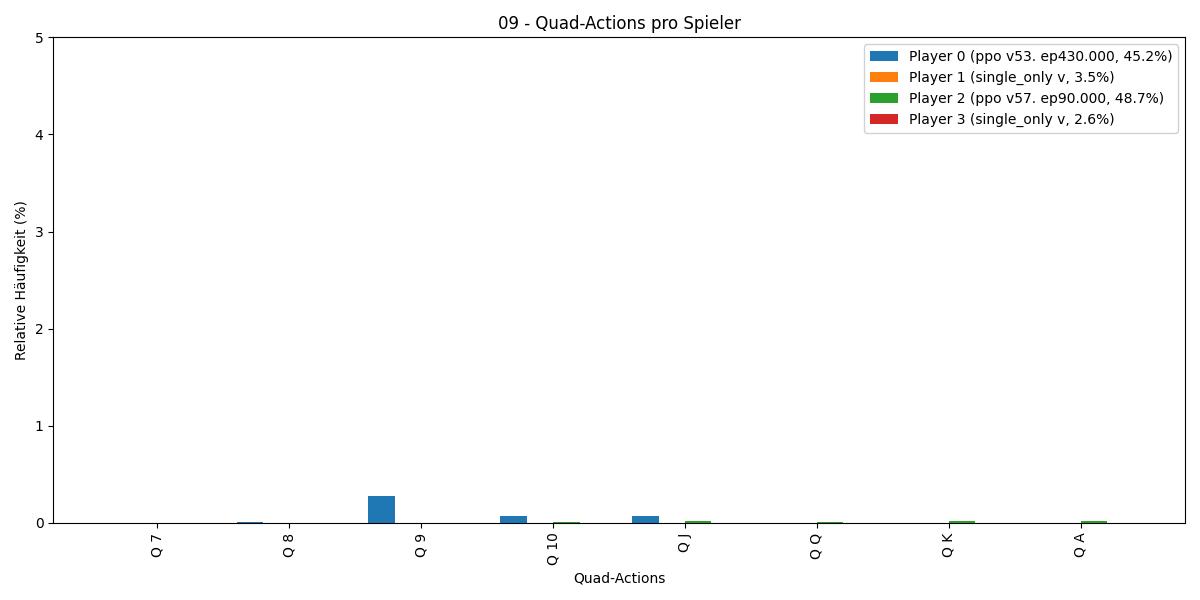 09 - Quad-Actions pro Spieler
Player 0 (ppo v53. ep430.000, 45.2%)
Player 1 (single_only v, 3.5%)
Player 2 (ppo v57. ep90.000, 48.7%)
Player 3 (single_only v, 2.6%)
Relative Häufigkeit (%)
5
4
3
2
1
0
Q 7
Q 8
Q 9
Q 10
Q J
Q Q
Q K
Q A
Quad-Actions